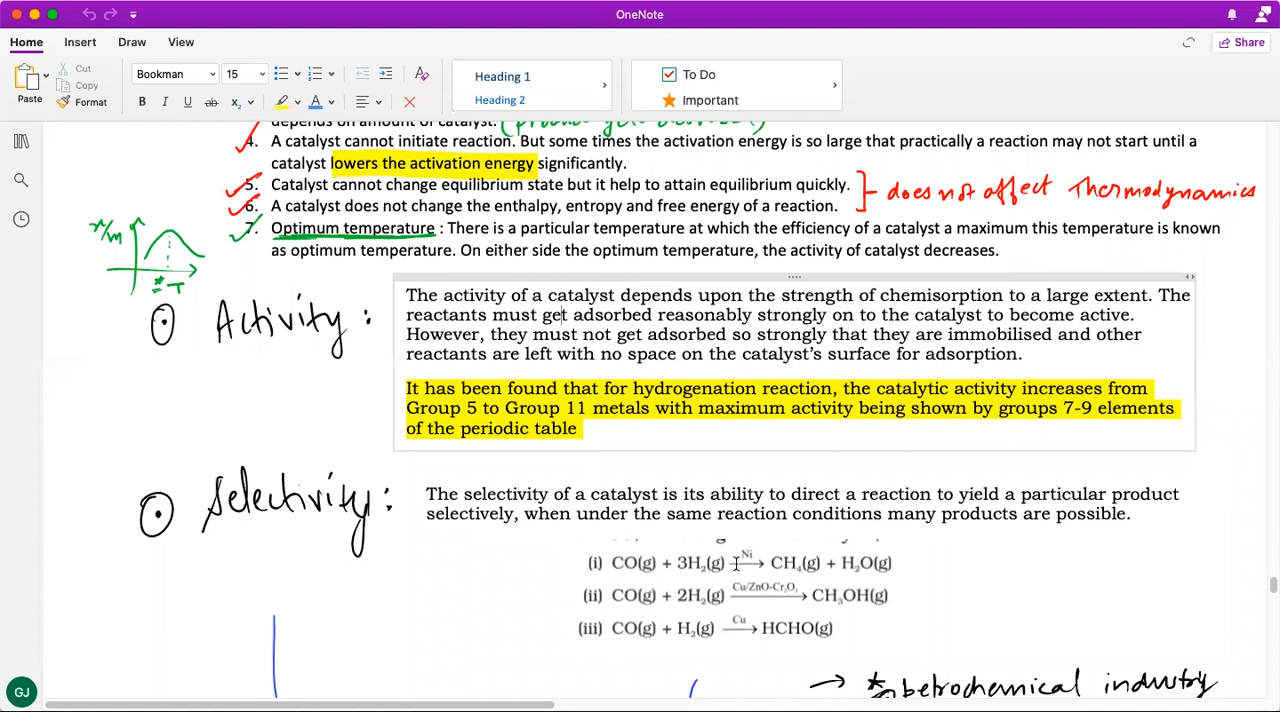 OneNote
Home Insert Draw View
Share
Paste
Cut
Copy
Format
Bookman 15
B I U ab x₂ A
Heading 1
Heading 2
To Do
Important
depends on amount of catalyst.
4. A catalyst cannot initiate reaction. But some times the activation energy is so large that practically a reaction may not start until a
catalyst lowers the activation energy significantly.
5. Catalyst cannot change equilibrium state but it help to attain equilibrium quickly.
6. A catalyst does not change the enthalpy, entropy and free energy of a reaction.
does not affect Thermodynamics
7. Optimum temperature : There is a particular temperature at which the efficiency of a catalyst a maximum this temperature is known
as optimum temperature. On either side the optimum temperature, the activity of catalyst decreases.
x/m
T
Activity :
The activity of a catalyst depends upon the strength of chemisorption to a large extent. The
reactants must get adsorbed reasonably strongly on to the catalyst to become active.
However, they must not get adsorbed so strongly that they are immobilised and other
reactants are left with no space on the catalyst's surface for adsorption.
It has been found that for hydrogenation reaction, the catalytic activity increases from
Group 5 to Group 11 metals with maximum activity being shown by groups 7-9 elements
of the periodic table
Selectivity :
The selectivity of a catalyst is its ability to direct a reaction to yield a particular product
selectively, when under the same reaction conditions many products are possible.
(i) CO(g) + 3H₂(g) Ni → CH₄(g) + H₂O(g)
(ii) CO(g) + 2H₂(g) Cu/ZnO-Cr₂O₃ → CH₃OH(g)
(iii) CO(g) + H₂(g) Cu → HCHO(g)
→ * petrochemical industry
GJ